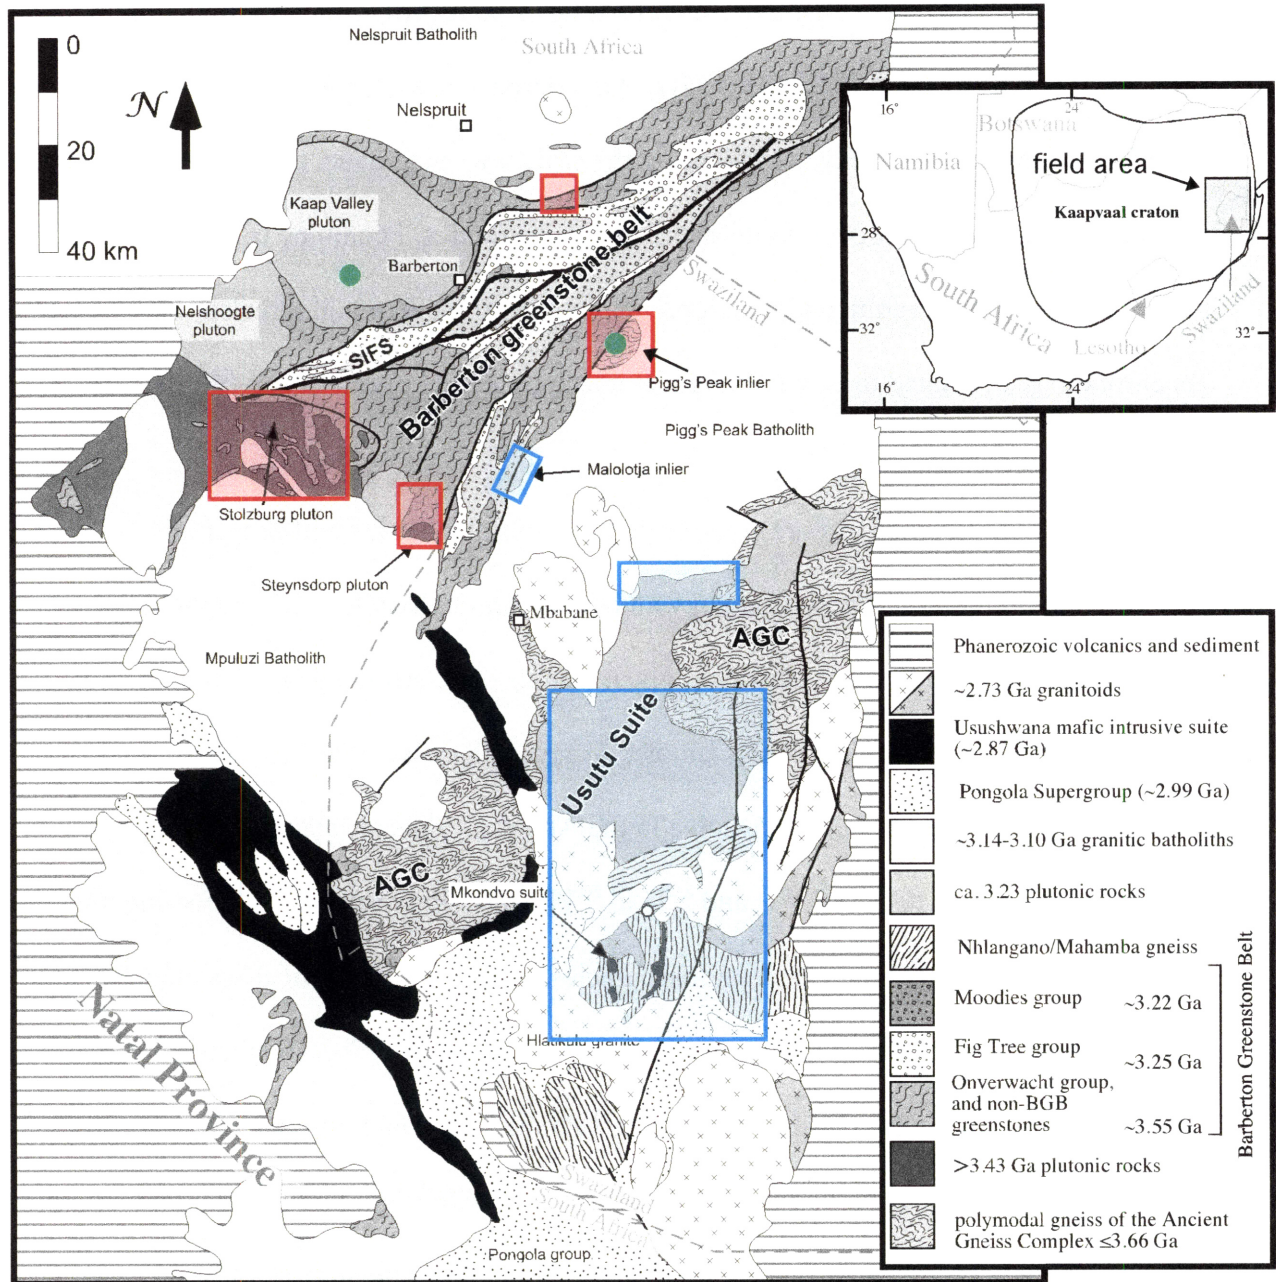 Nelspruit Batholith
South Africa
0
20
40 km
N
Nelspruit
Kaap Valley
pluton
Barberton
Nelshoogte
pluton
SIFS
Barberton greenstone belt
Swaziland
Pigg's Peak inlier
Pigg's Peak Batholith
Malolotja inlier
Stolzburg pluton
Steynsdorp pluton
Mbabane
AGC
Mpuluzi Batholith
Usutu Suite
AGC
Mkondvo suite
Hlatikulu granite
Natal Province
Swaziland
South Africa
Pongola group
16°
24°
Botswana
Namibia
field area
Kaapvaal craton
28°
South Africa
Swaziland
Lesotho
32°
32°
16°
24°
Phanerozoic volcanics and sediment
~2.73 Ga granitoids
Usushwana mafic intrusive suite
(~2.87 Ga)
Pongola Supergroup (~2.99 Ga)
~3.14-3.10 Ga granitic batholiths
ca. 3.23 plutonic rocks
Nhlangano/Mahamba gneiss
Moodies group ~3.22 Ga
Fig Tree group ~3.25 Ga
Onverwacht group,
and non-BGB
greenstones ~3.55 Ga
Barberton Greenstone Belt
>3.43 Ga plutonic rocks
polymodal gneiss of the Ancient
Gneiss Complex ≤3.66 Ga